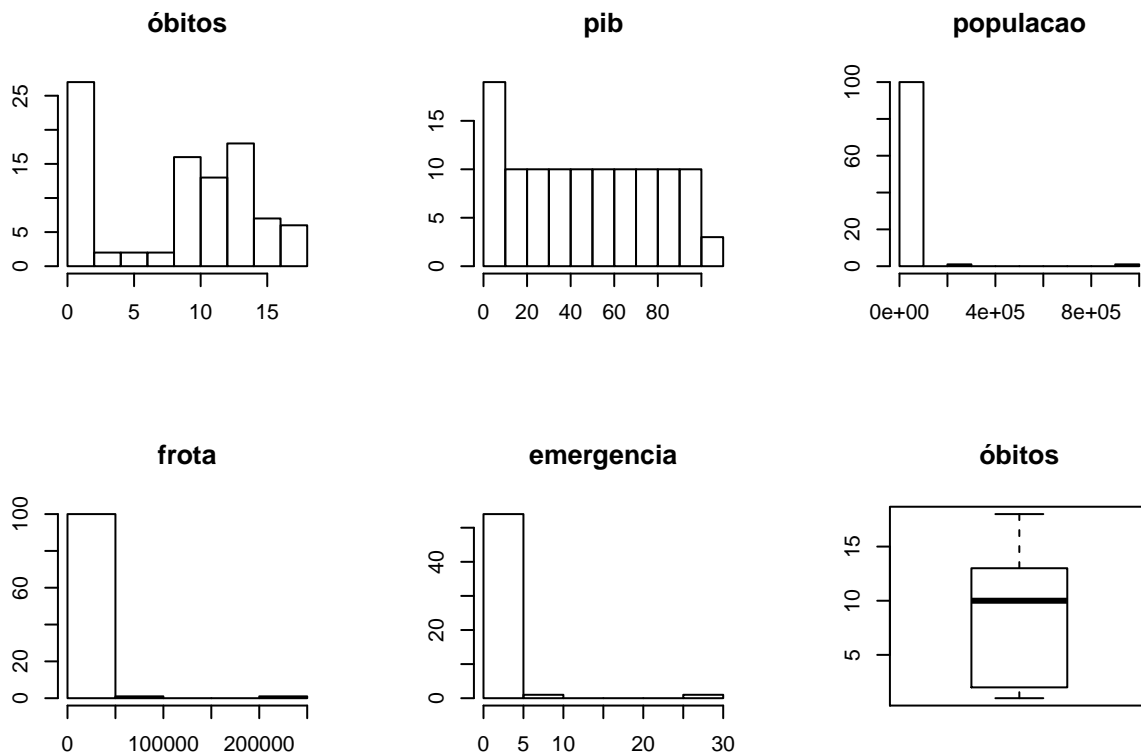 óbitos
0 5 15 25
0 5 10 15
pib
0 5 10 15
0 20 40 60 80
populacao
0 20 60 100
0e+00 4e+05 8e+05
frota
0 20 60 100
0 100000 200000
emergencia
0 20 40
0 5 10 20 30
óbitos
5 10 15